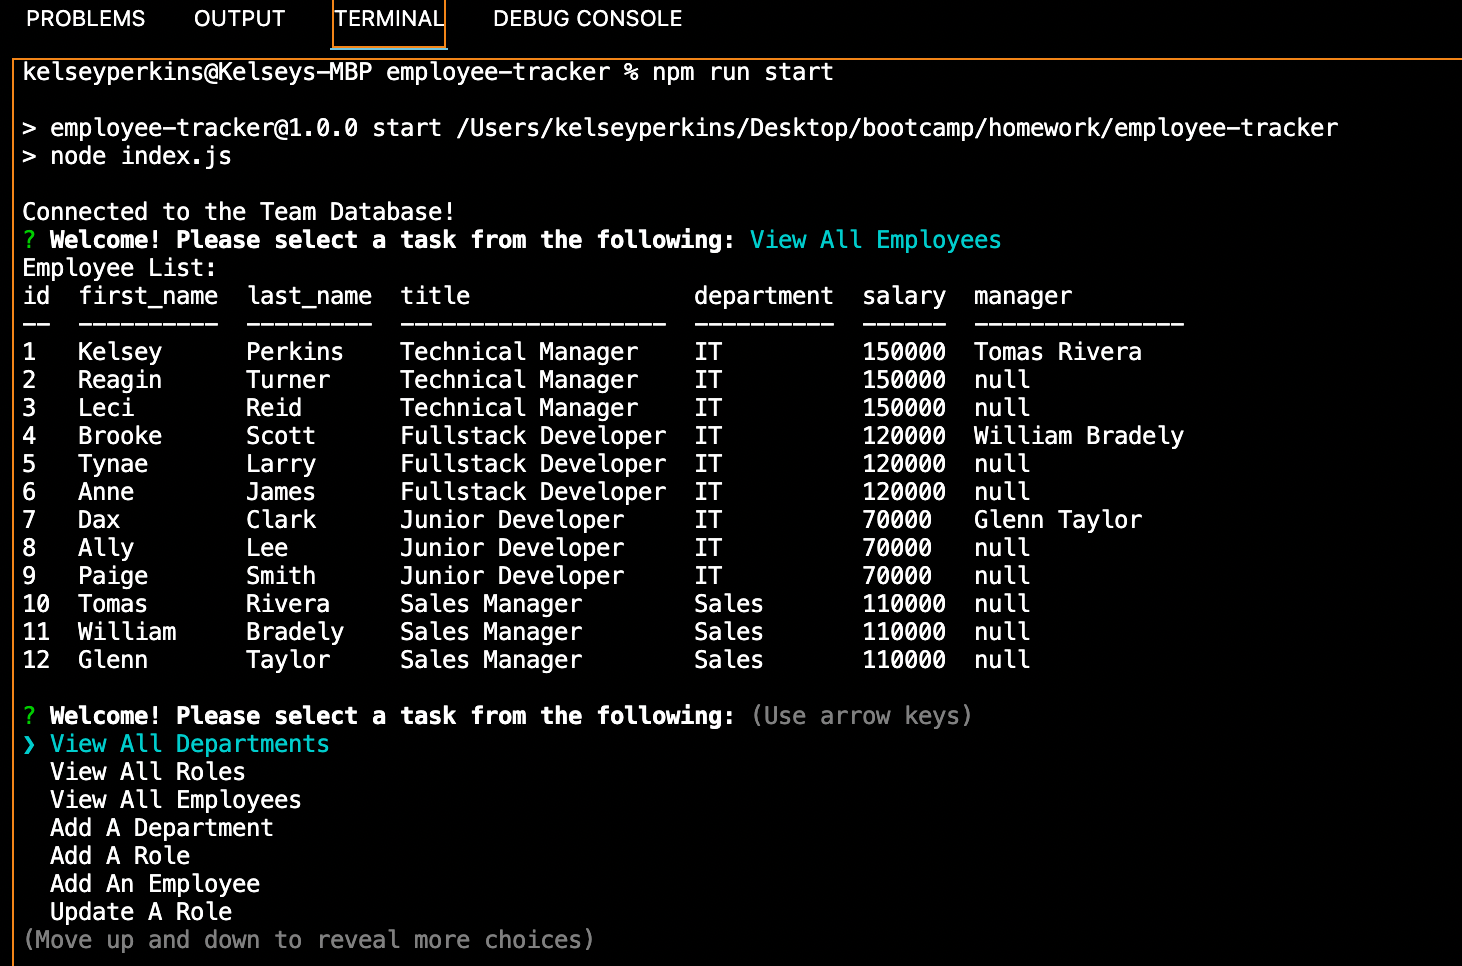 PROBLEMS OUTPUT TERMINAL DEBUG CONSOLE
kelseyperkins@Kelseys-MBP employee-tracker % npm run start
> employee-tracker@1.0.0 start /Users/kelseyperkins/Desktop/bootcamp/homework/employee-tracker
> node index.js
Connected to the Team Database!
? Welcome! Please select a task from the following: View All Employees
Employee List:
id first_name last_name title department salary manager
-- ---------- --------- ------------------- ---------- ------ ---------------
1 Kelsey Perkins Technical Manager IT 150000 Tomas Rivera
2 Reagin Turner Technical Manager IT 150000 null
3 Leci Reid Technical Manager IT 150000 null
4 Brooke Scott Fullstack Developer IT 120000 William Bradely
5 Tynae Larry Fullstack Developer IT 120000 null
6 Anne James Fullstack Developer IT 120000 null
7 Dax Clark Junior Developer IT 70000 Glenn Taylor
8 Ally Lee Junior Developer IT 70000 null
9 Paige Smith Junior Developer IT 70000 null
10 Tomas Rivera Sales Manager Sales 110000 null
11 William Bradely Sales Manager Sales 110000 null
12 Glenn Taylor Sales Manager Sales 110000 null
? Welcome! Please select a task from the following: (Use arrow keys)
❯ View All Departments
View All Roles
View All Employees
Add A Department
Add A Role
Add An Employee
Update A Role
(Move up and down to reveal more choices)